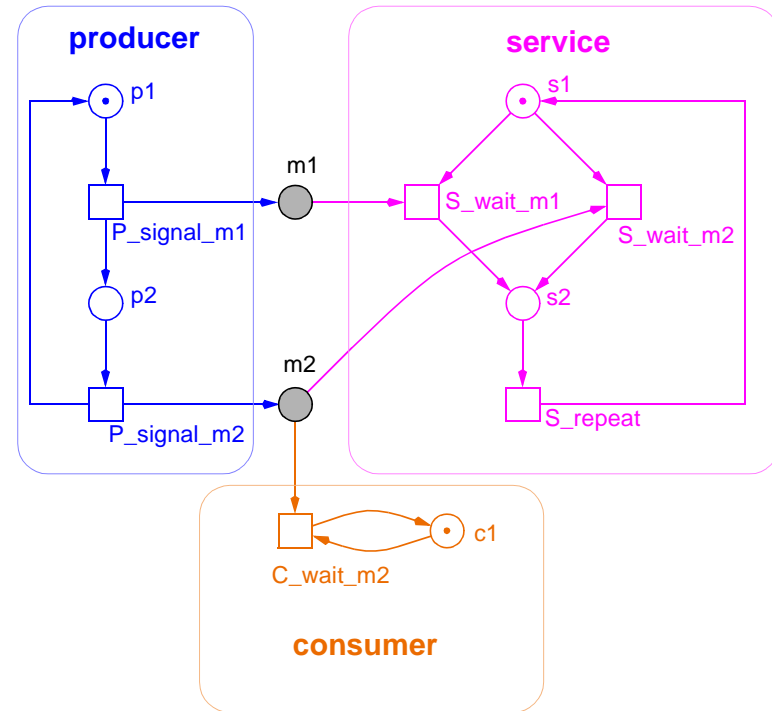 producer
service
p1
s1
m1
P_signal_m1
S_wait_m1
S_wait_m2
p2
s2
m2
P_signal_m2
S_repeat
c1
C_wait_m2
consumer